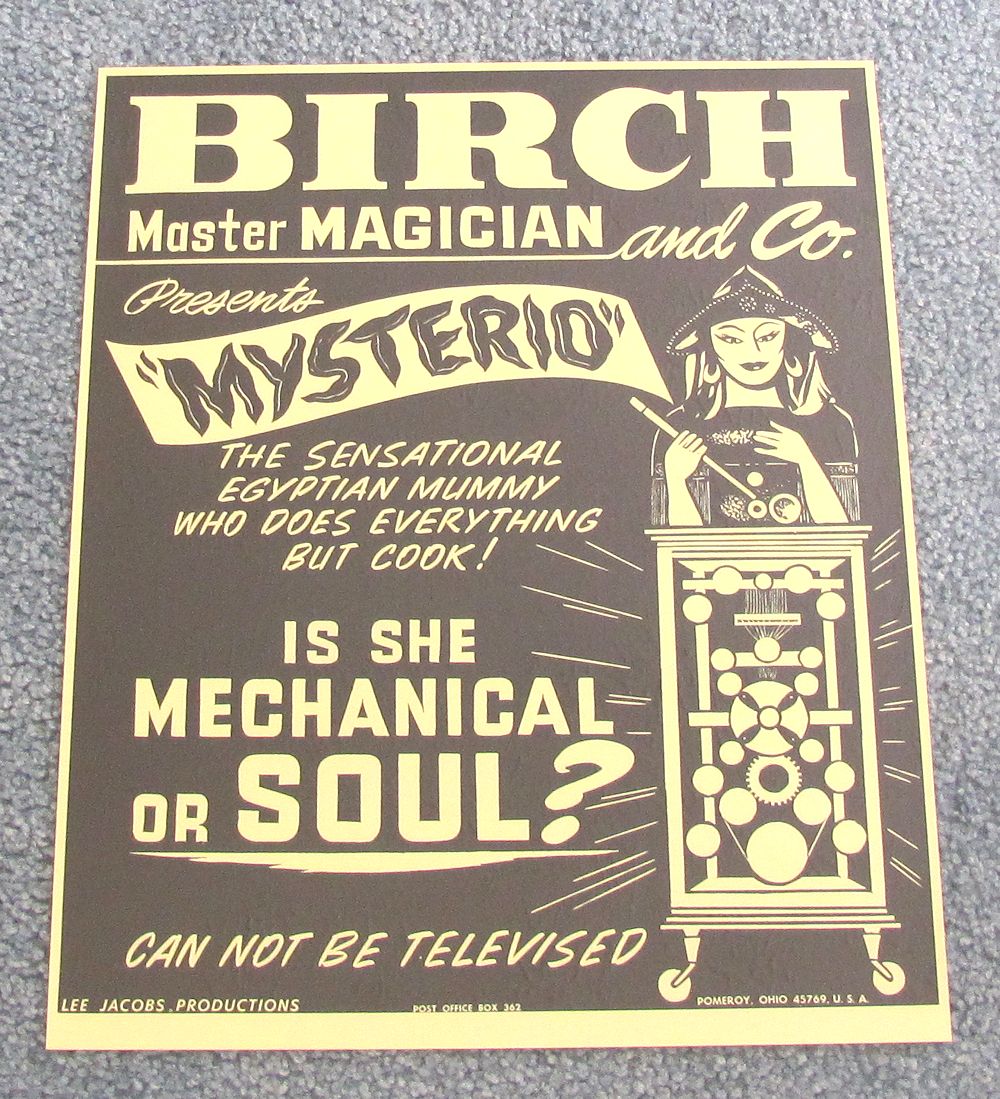 BIRCH
Master MAGICIAN and Co.
Presents
"MYSTERIO"
THE SENSATIONAL
EGYPTIAN MUMMY
WHO DOES EVERYTHING
BUT COOK!
IS SHE
MECHANICAL
OR SOUL?
CAN NOT BE TELEVISED
LEE JACOBS PRODUCTIONS POST OFFICE BOX 362 POMEROY, OHIO 45769, U. S. A.